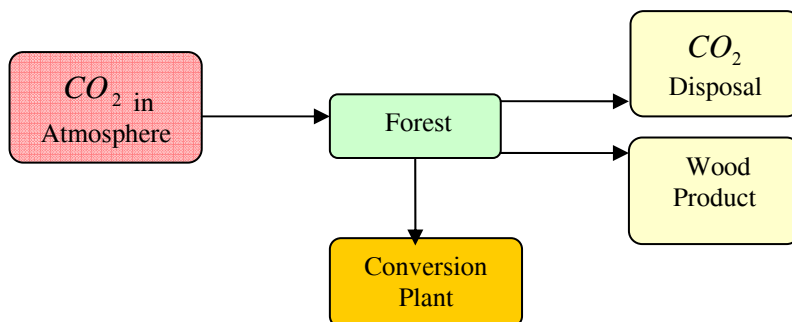 CO₂ in
Atmosphere
Forest
CO₂
Disposal
Wood
Product
Conversion
Plant